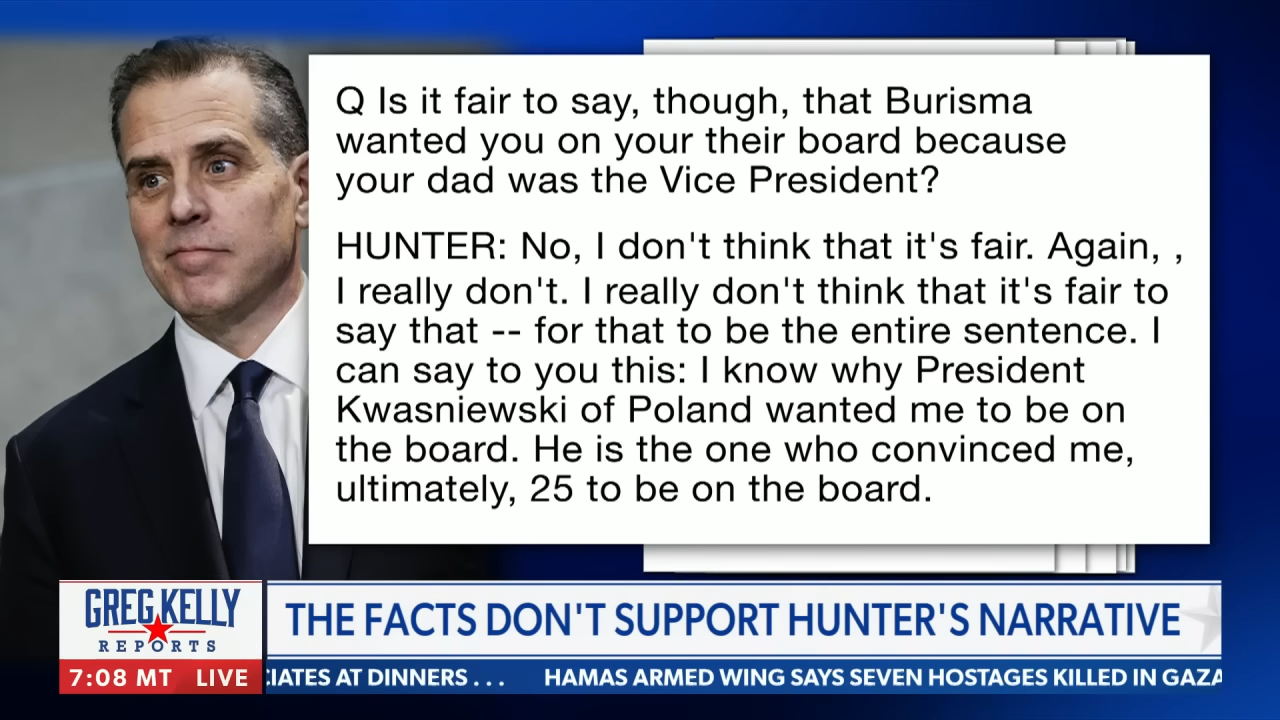 Q Is it fair to say, though, that Burisma
wanted you on your their board because
your dad was the Vice President?
HUNTER: No, I don't think that it's fair. Again, ,
I really don't. I really don't think that it's fair to
say that -- for that to be the entire sentence. I
can say to you this: I know why President
Kwasniewski of Poland wanted me to be on
the board. He is the one who convinced me,
ultimately, 25 to be on the board.
GREG KELLY
REPORTS
THE FACTS DON'T SUPPORT HUNTER'S NARRATIVE
7:08 MT LIVE
CIATES AT DINNERS . . . HAMAS ARMED WING SAYS SEVEN HOSTAGES KILLED IN GAZA